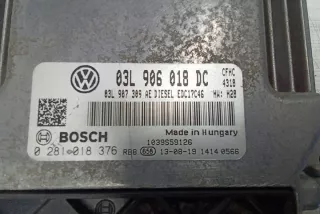 03L 906 018 DC
CFHC
4318
03L 907 309 AE DIESEL EDC17C46
HW: H28
BOSCH
Made in Hungary
1039S59126
0 281 018 376 RBS 13-08-19 1414 0566